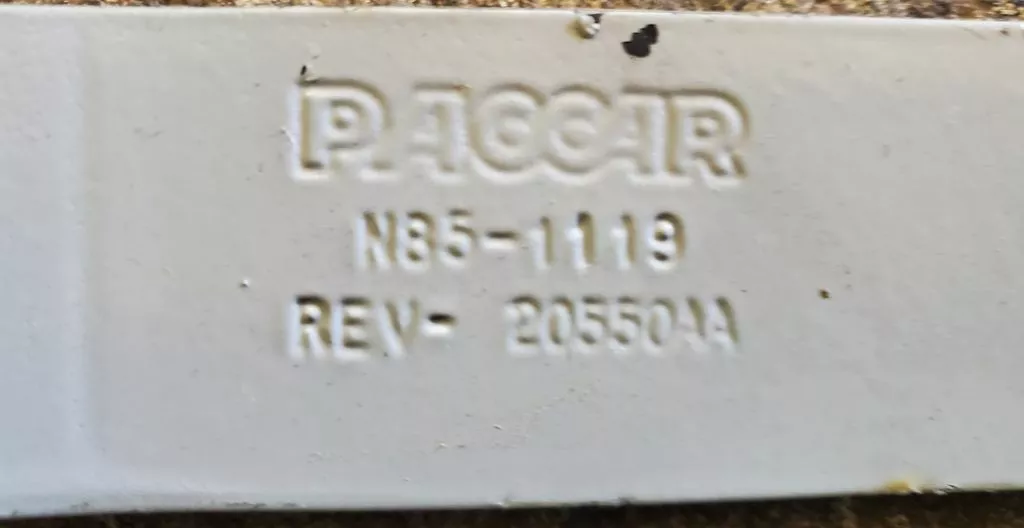 PACCAR
N85-1119
REV- 20550AA